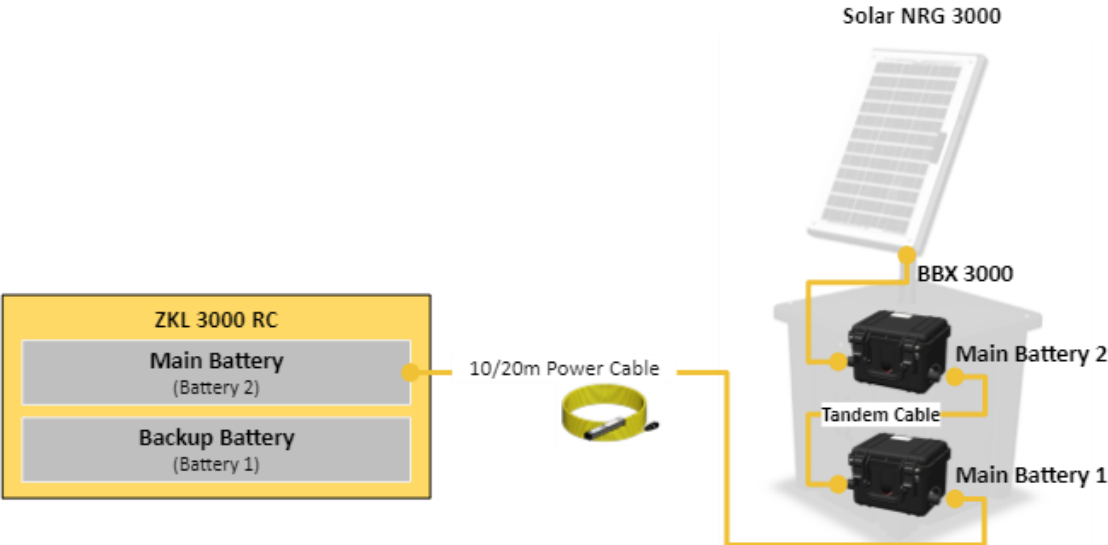 Solar NRG 3000
BBX 3000
ZKL 3000 RC
Main Battery
(Battery 2)
10/20m Power Cable
Main Battery 2
Tandem Cable
Backup Battery
(Battery 1)
Main Battery 1